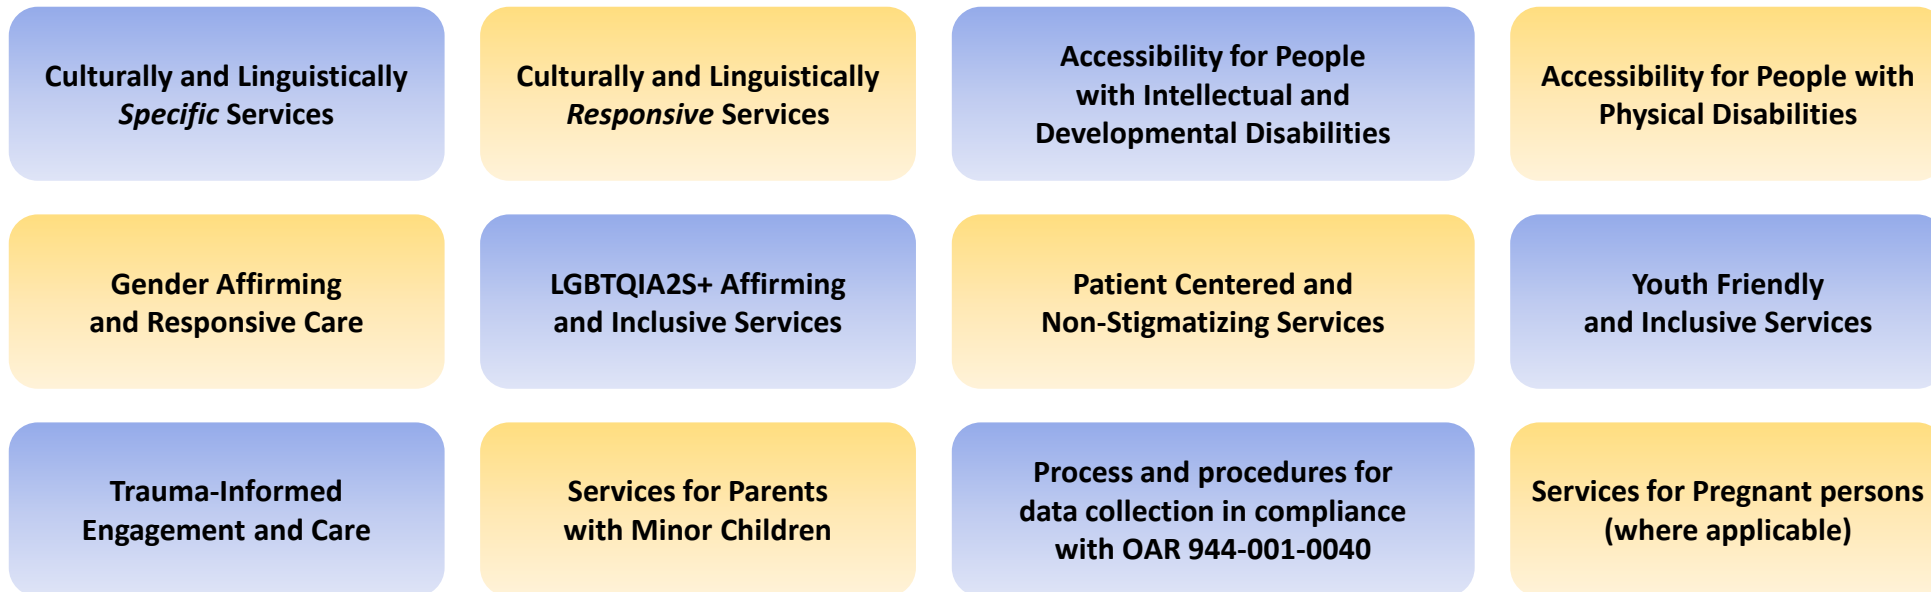 Culturally and Linguistically
Specific Services
Culturally and Linguistically
Responsive Services
Accessibility for People
with Intellectual and
Developmental Disabilities
Accessibility for People with
Physical Disabilities
Gender Affirming
and Responsive Care
LGBTQIA2S+ Affirming
and Inclusive Services
Patient Centered and
Non-Stigmatizing Services
Youth Friendly
and Inclusive Services
Trauma-Informed
Engagement and Care
Services for Parents
with Minor Children
Process and procedures for
data collection in compliance
with OAR 944-001-0040
Services for Pregnant persons
(where applicable)